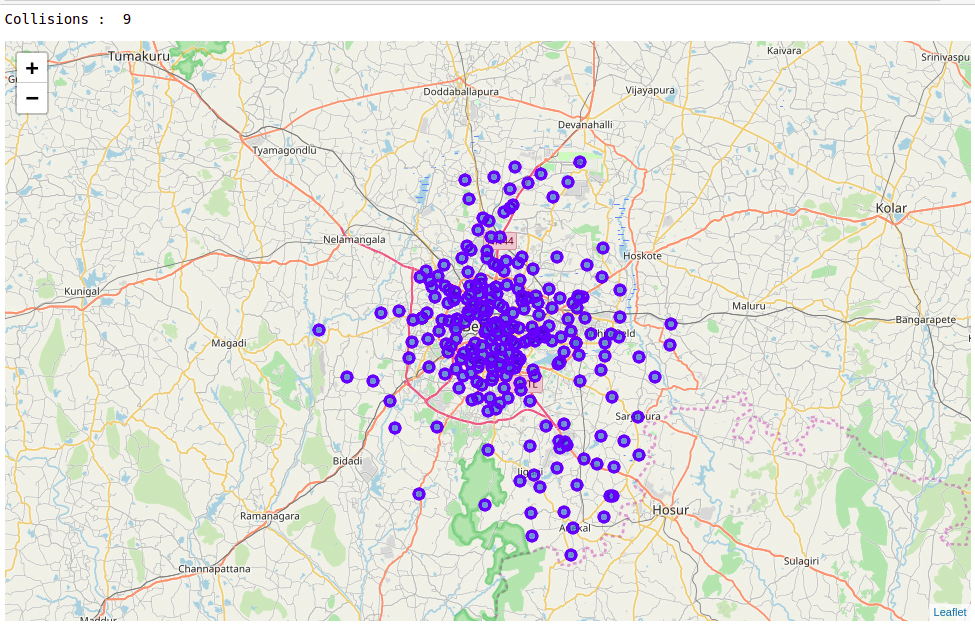 Collisions :  9
+
−
Tumakuru
Kaivara
Doddaballapura
Vijayapura
Devanahalli
Tyamagondlu
Kolar
Nelamangala
44
Hoskote
Kunigal
Maluru
Bangarapete
Magadi
Bidadi
Hosur
Ramanagara
Channapattana
Sulagiri
Leaflet